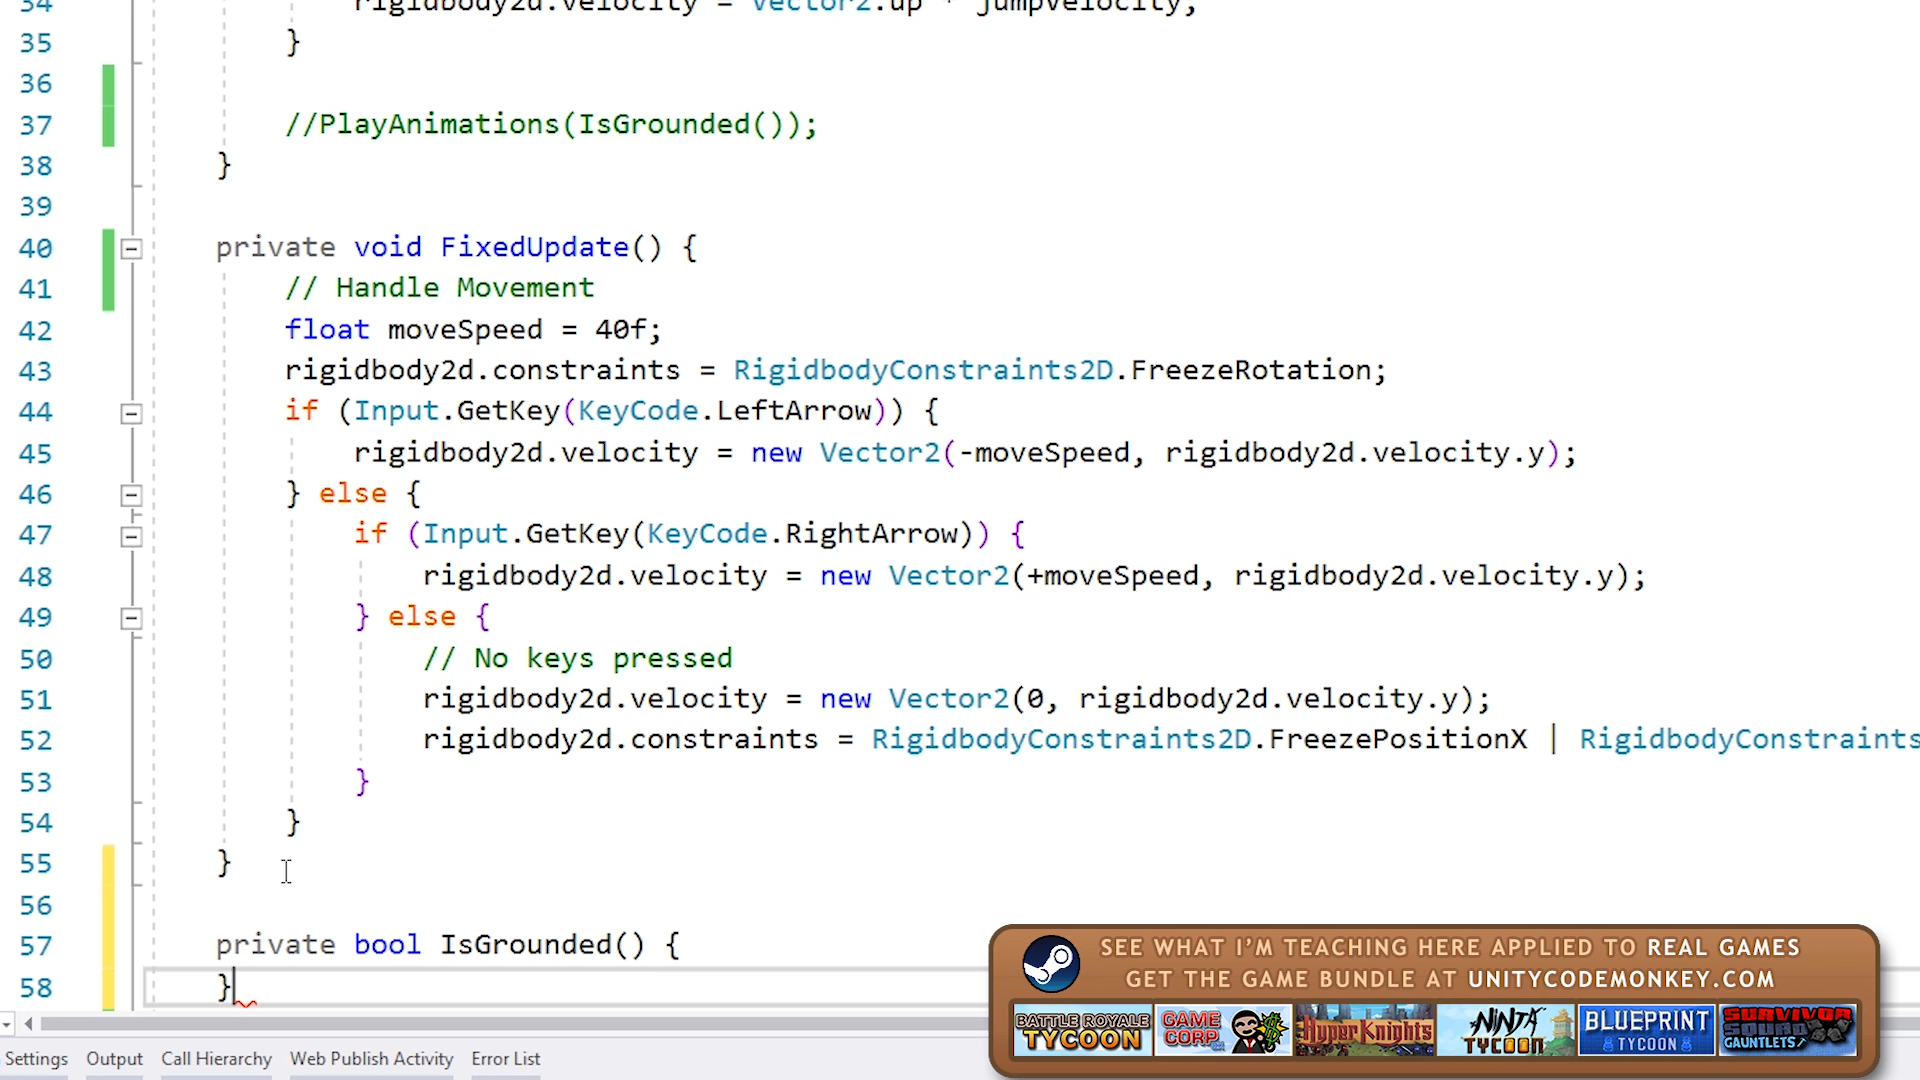 34 rigidbody2d.velocity = Vector2.up * jumpVelocity;
35 }
36
37 //PlayAnimations(IsGrounded());
38 }
39
40 private void FixedUpdate() {
41 // Handle Movement
42 float moveSpeed = 40f;
43 rigidbody2d.constraints = RigidbodyConstraints2D.FreezeRotation;
44 if (Input.GetKey(KeyCode.LeftArrow)) {
45 rigidbody2d.velocity = new Vector2(-moveSpeed, rigidbody2d.velocity.y);
46 } else {
47 if (Input.GetKey(KeyCode.RightArrow)) {
48 rigidbody2d.velocity = new Vector2(+moveSpeed, rigidbody2d.velocity.y);
49 } else {
50 // No keys pressed
51 rigidbody2d.velocity = new Vector2(0, rigidbody2d.velocity.y);
52 rigidbody2d.constraints = RigidbodyConstraints2D.FreezePositionX | RigidbodyConstraints
53 }
54 }
55 }
56
57 private bool IsGrounded() {
58 }
SEE WHAT I'M TEACHING HERE APPLIED TO REAL GAMES
GET THE GAME BUNDLE AT UNITYCODEMONKEY.COM
BATTLE ROYALE TYCOON
GAME CORP
HYPER KNIGHTS
NINJA TYCOON
BLUEPRINT TYCOON
SURVIVOR SQUAD GAUNTLETS
Settings Output Call Hierarchy Web Publish Activity Error List